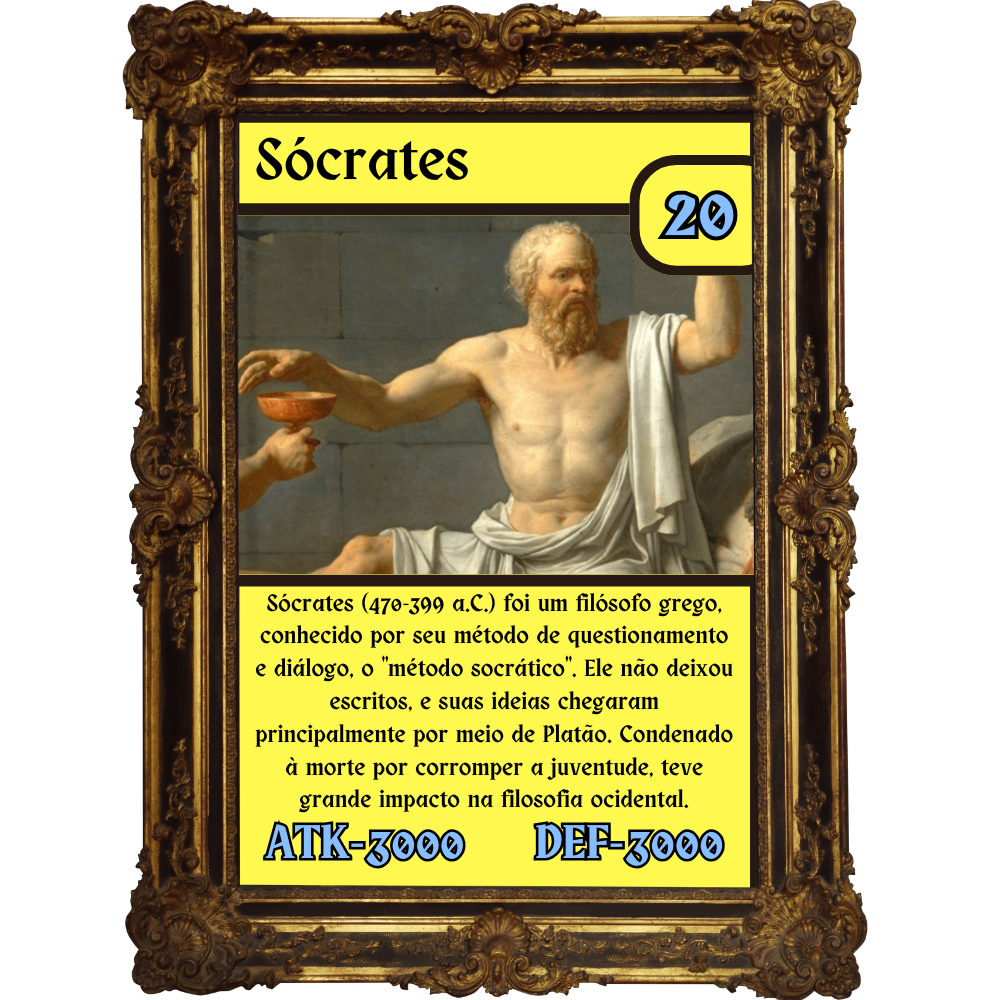 Sócrates
20
Sócrates (470-399 a.C.) foi um filósofo grego,
conhecido por seu método de questionamento
e diálogo, o "método socrático". Ele não deixou
escritos, e suas ideias chegaram
principalmente por meio de Platão. Condenado
à morte por corromper a juventude, teve
grande impacto na filosofia ocidental.
ATK-3000 DEF-3000